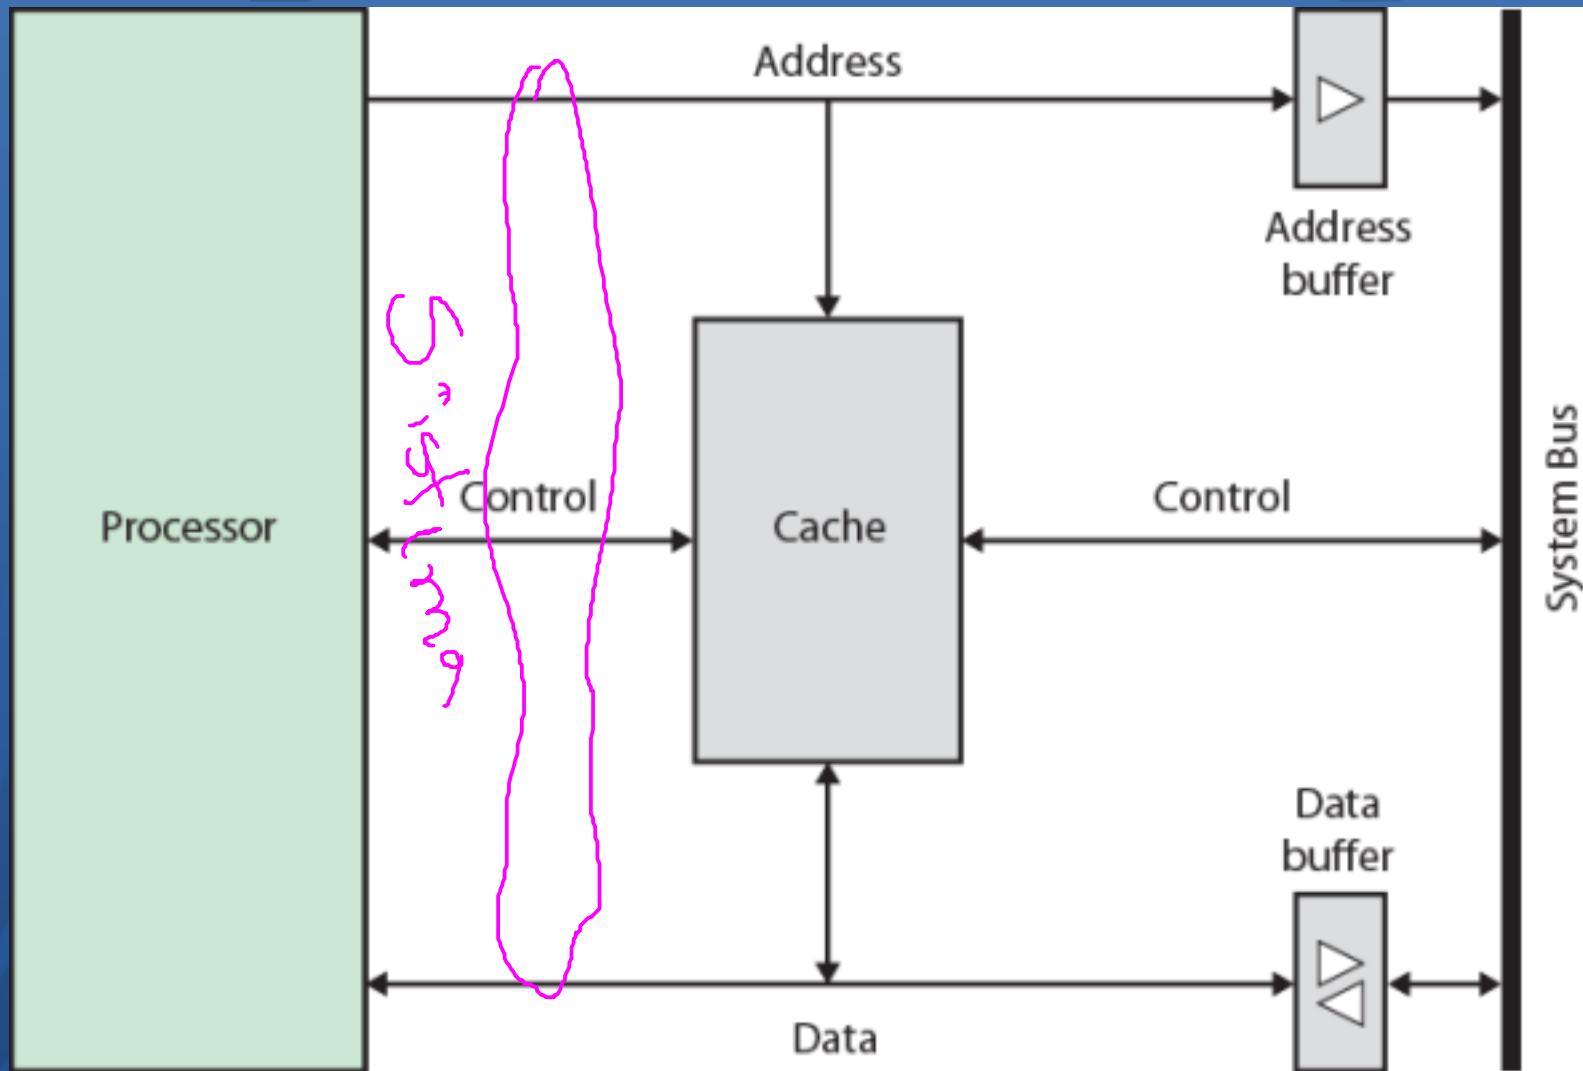 Address
Address
buffer
Control
Control
Processor
Cache
System Bus
Data
buffer
Data